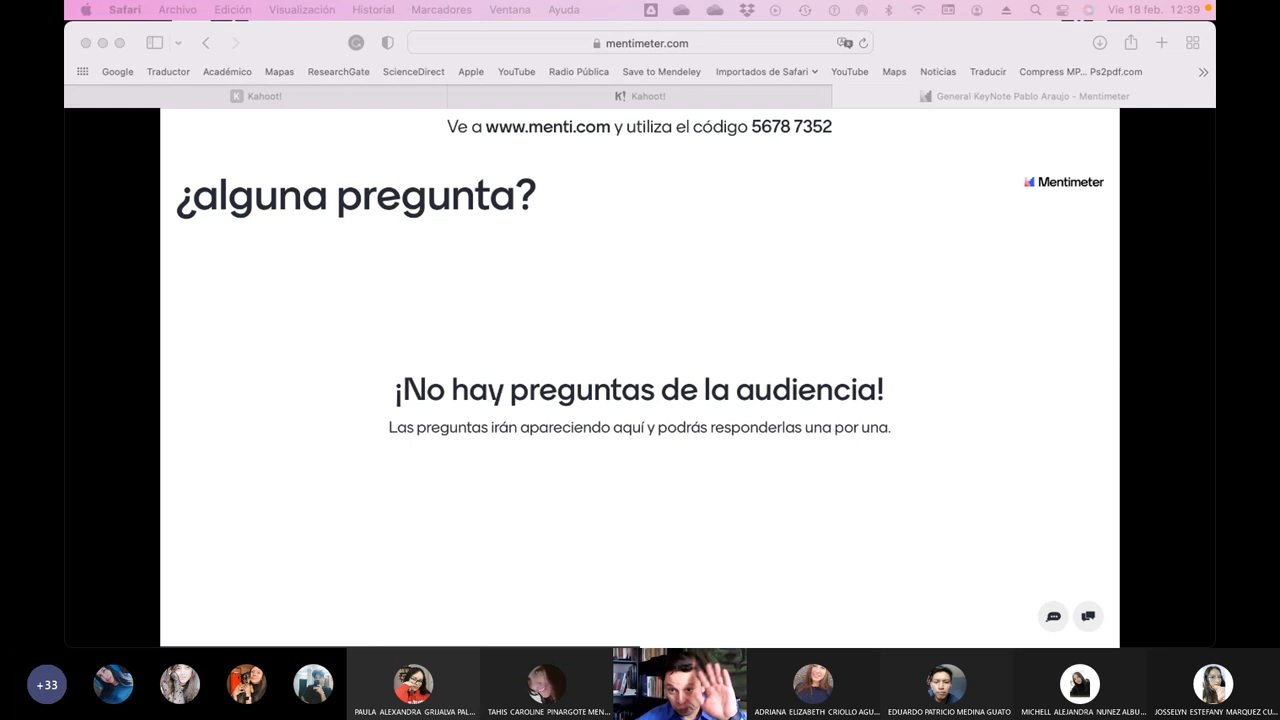 Safari Archivo Edición Visualización Historial Marcadores Ventana Ayuda Vie 18 feb. 12:39
mentimeter.com
Google Traductor Académico Mapas ResearchGate ScienceDirect Apple YouTube Radio Pública Save to Mendeley Importados de Safari YouTube Maps Noticias Traducir Compress MP... Ps2pdf.com
Kahoot! Kahoot! General KeyNote Pablo Araujo - Mentimeter
Ve a www.menti.com y utiliza el código 5678 7352
¿alguna pregunta?
Mentimeter
¡No hay preguntas de la audiencia!
Las preguntas irán apareciendo aquí y podrás responderlas una por una.
+33
PAULA ALEXANDRA GRIJALVA PAL... TAHIS CAROLINE PINARGOTE MEN... ADRIANA ELIZABETH CRIOLLO AGU... EDUARDO PATRICIO MEDINA GUATO MICHELL ALEJANDRA NUNEZ ALBU... JOSSELYN ESTEFANY MARQUEZ CU...